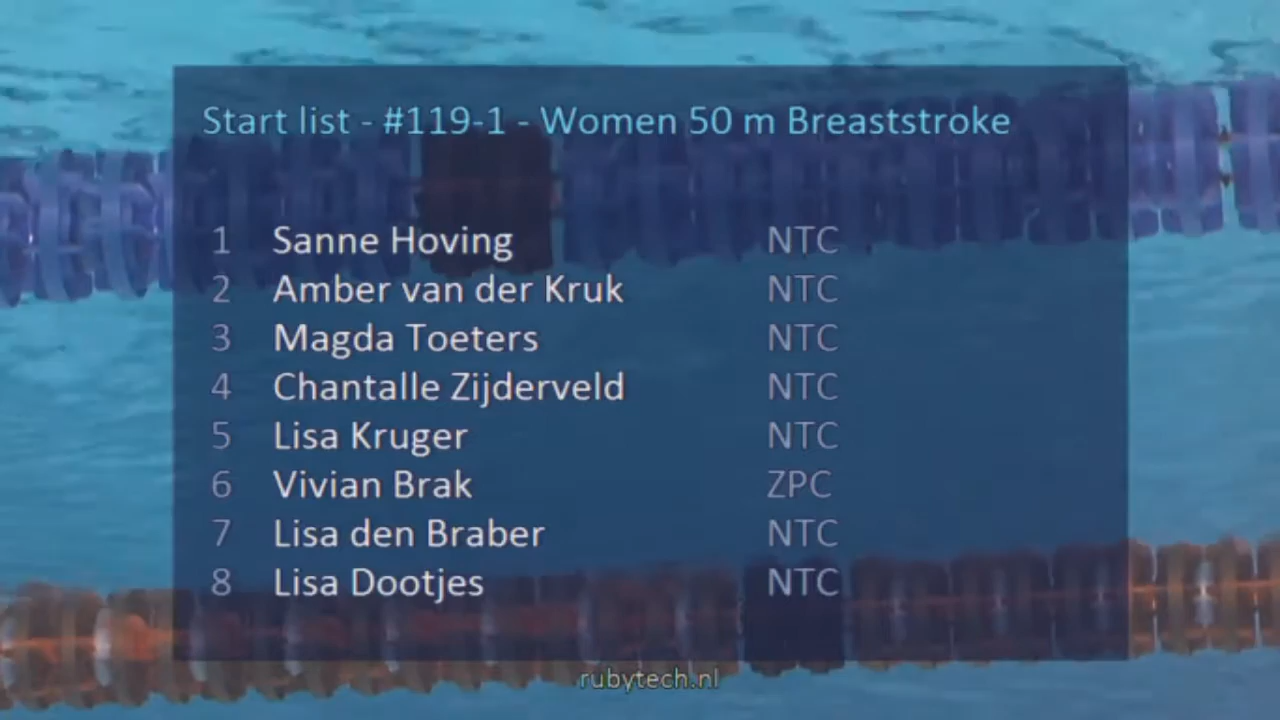 Start list - #119-1 - Women 50 m Breaststroke
1 Sanne Hoving NTC
2 Amber van der Kruk NTC
3 Magda Toeters NTC
4 Chantalle Zijderveld NTC
5 Lisa Kruger NTC
6 Vivian Brak ZPC
7 Lisa den Braber NTC
8 Lisa Dootjes NTC
rubytech.nl